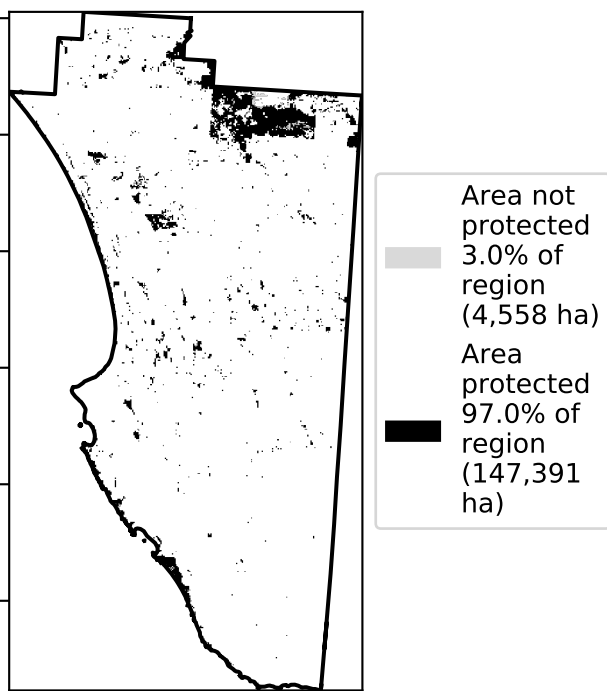 Area not
protected
3.0% of
region
(4,558 ha)
Area
protected
97.0% of
region
(147,391
ha)